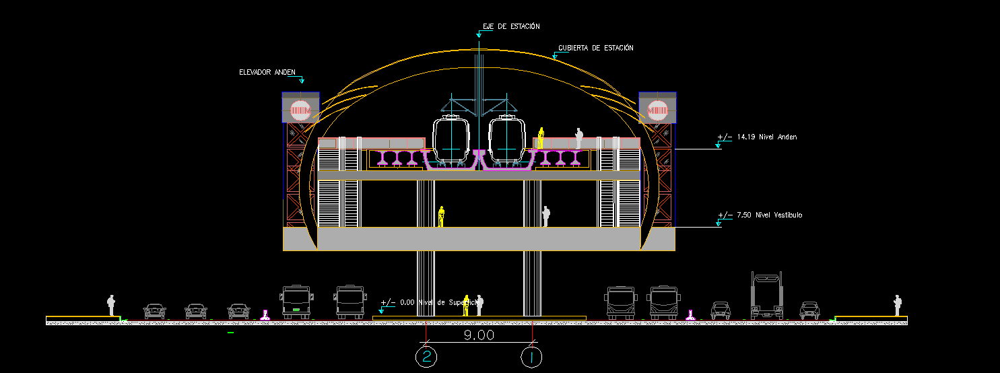 EJE DE ESTACIÓN
CUBIERTA DE ESTACIÓN
ELEVADOR ANDEN
+/- 14.19 Nivel Anden
+/- 7.50 Nivel Vestibulo
+/- 0.00 Nivel de Superficie
9.00
2
1